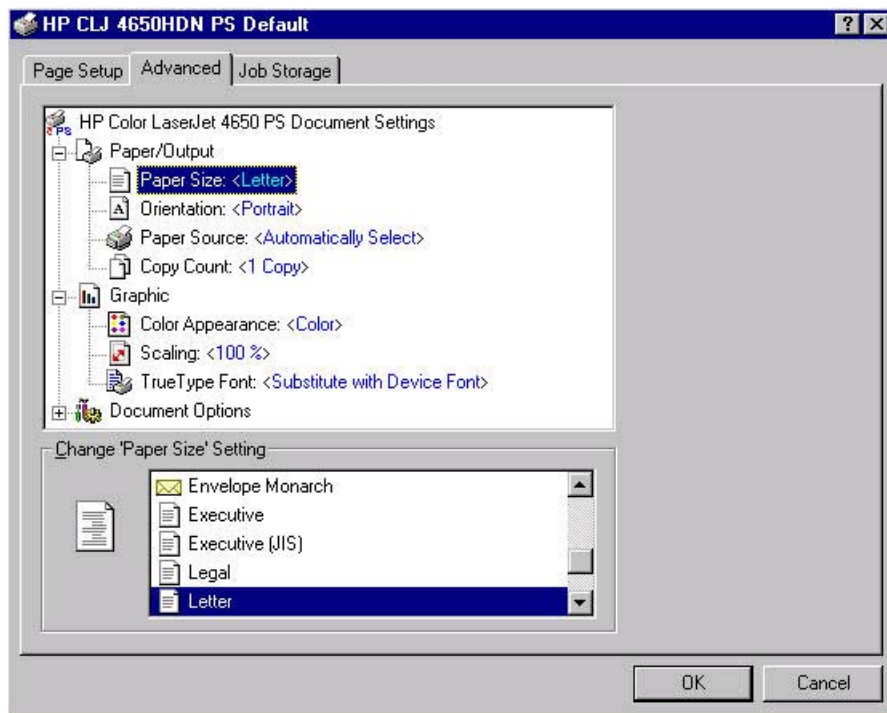 HP CLJ 4650HDN PS Default
Page Setup
Advanced
Job Storage
HP Color LaserJet 4650 PS Document Settings
Paper/Output
Paper Size: <Letter>
Orientation: <Portrait>
Paper Source: <Automatically Select>
Copy Count: <1 Copy>
Graphic
Color Appearance: <Color>
Scaling: <100 %>
TrueType Font: <Substitute with Device Font>
Document Options
Change 'Paper Size' Setting
Envelope Monarch
Executive
Executive (JIS)
Legal
Letter
OK
Cancel